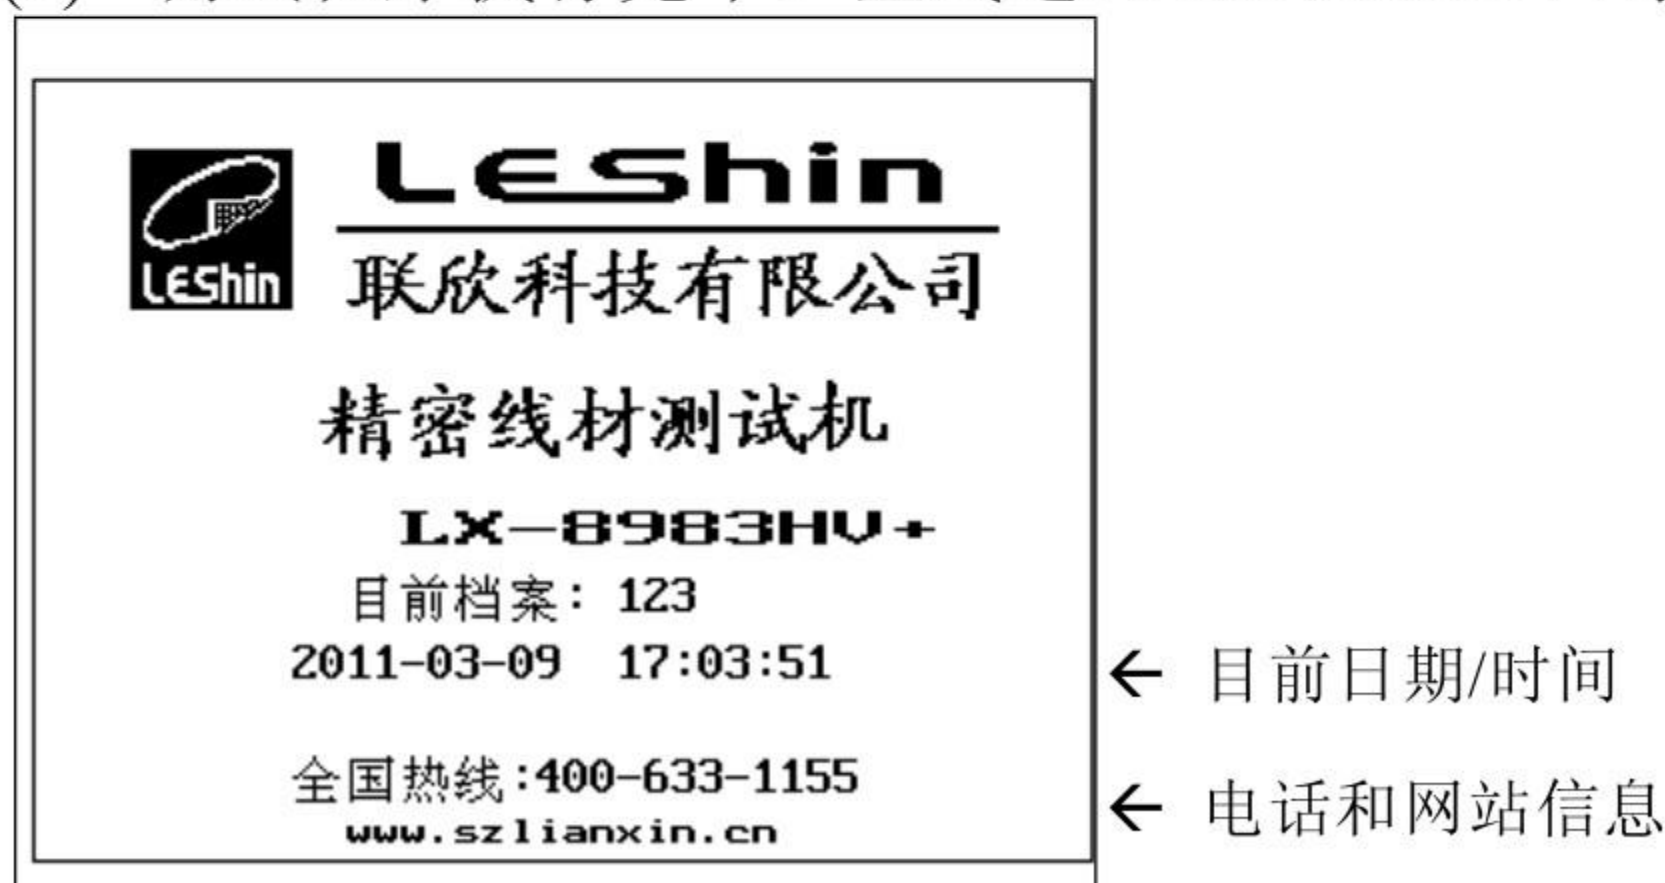 LEShin
LEShin
联欣科技有限公司
精密线材测试机
LX-8983HV+
目前档案: 123
2011-03-09 17:03:51
← 目前日期/时间
全国热线:400-633-1155
← 电话和网站信息
www.szlianxin.cn